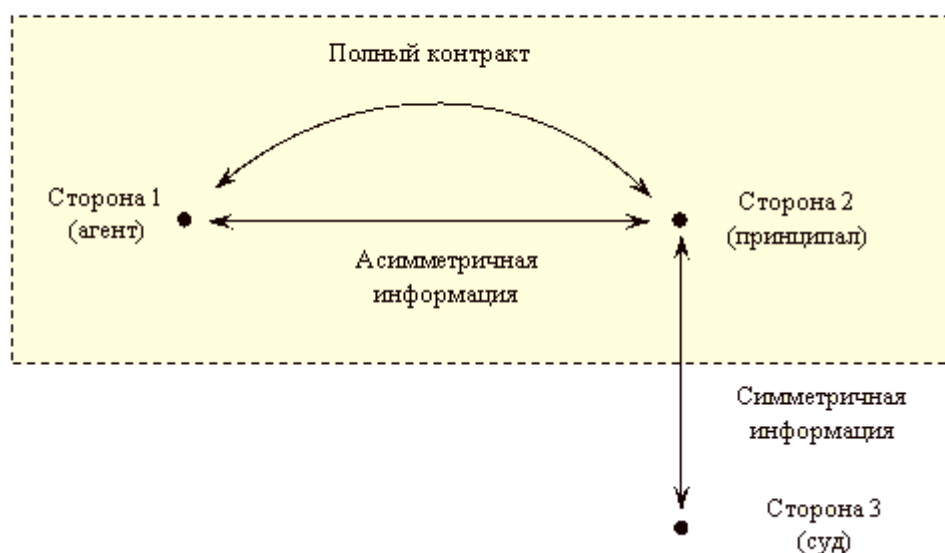 Полный контракт
Сторона 1
(агент)
Сторона 2
(принципал)
Асимметричная
информация
Симметричная
информация
Сторона 3
(суд)